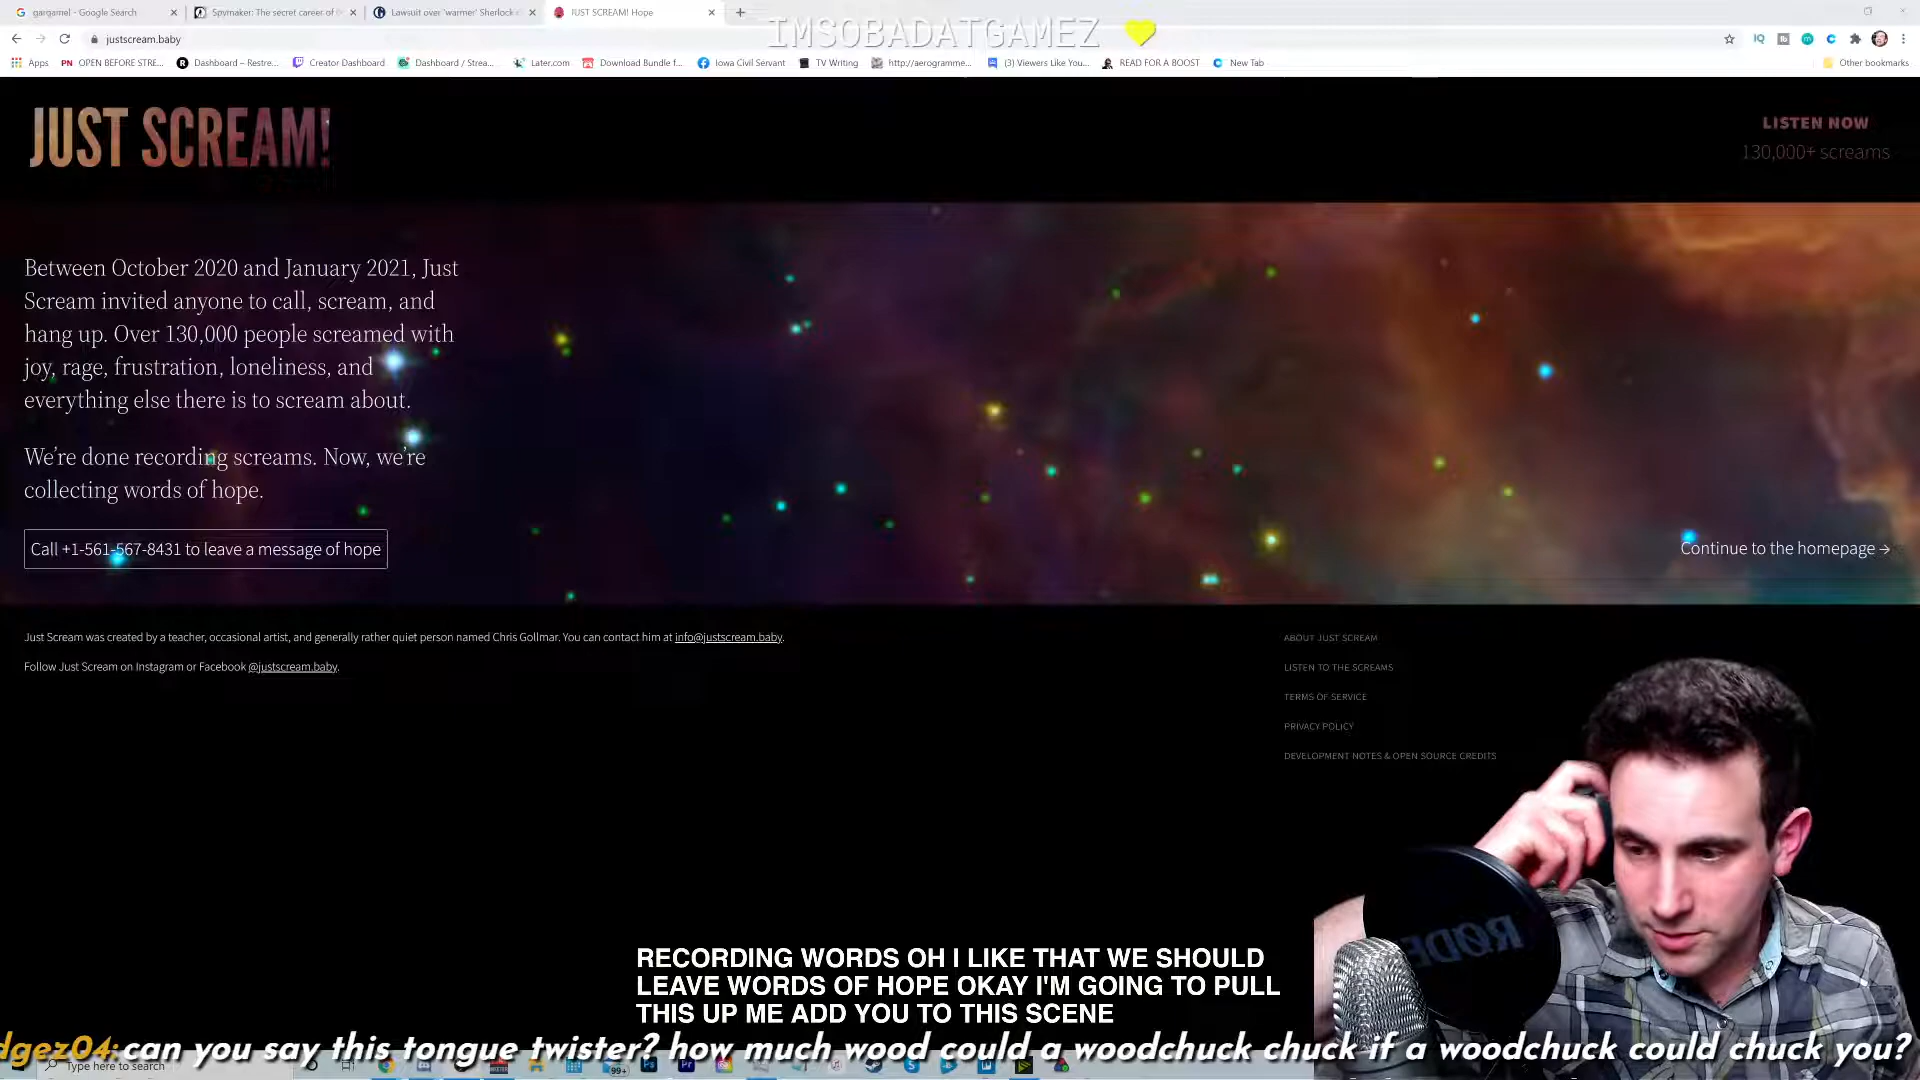 gargamel - Google Search
Spymaker: The secret career of
Lawsuit over 'warmer' Sherlock
JUST SCREAM! Hope
IMSOBADATGAMEZ
justscream.baby
Apps
OPEN BEFORE STRE...
Dashboard – Restre...
Creator Dashboard
Dashboard / Strea...
Later.com
Download Bundle f...
Iowa Civil Servant
TV Writing
http://aerogramme...
(3) Viewers Like You...
READ FOR A BOOST
New Tab
Other bookmarks
JUST SCREAM!
LISTEN NOW
130,000+ screams
Between October 2020 and January 2021, Just
Scream invited anyone to call, scream, and
hang up. Over 130,000 people screamed with
joy, rage, frustration, loneliness, and
everything else there is to scream about.
We're done recording screams. Now, we're
collecting words of hope.
Call +1-561-567-8431 to leave a message of hope
Continue to the homepage →
Just Scream was created by a teacher, occasional artist, and generally rather quiet person named Chris Gollmar. You can contact him at info@justscream.baby.
Follow Just Scream on Instagram or Facebook @justscream.baby.
ABOUT JUST SCREAM
LISTEN TO THE SCREAMS
TERMS OF SERVICE
PRIVACY POLICY
DEVELOPMENT NOTES & OPEN SOURCE CREDITS
RØDE
RECORDING WORDS OH I LIKE THAT WE SHOULD
LEAVE WORDS OF HOPE OKAY I'M GOING TO PULL
THIS UP ME ADD YOU TO THIS SCENE
dgez04: can you say this tongue twister? how much wood could a woodchuck chuck if a woodchuck could chuck you?
Type here to search
99+